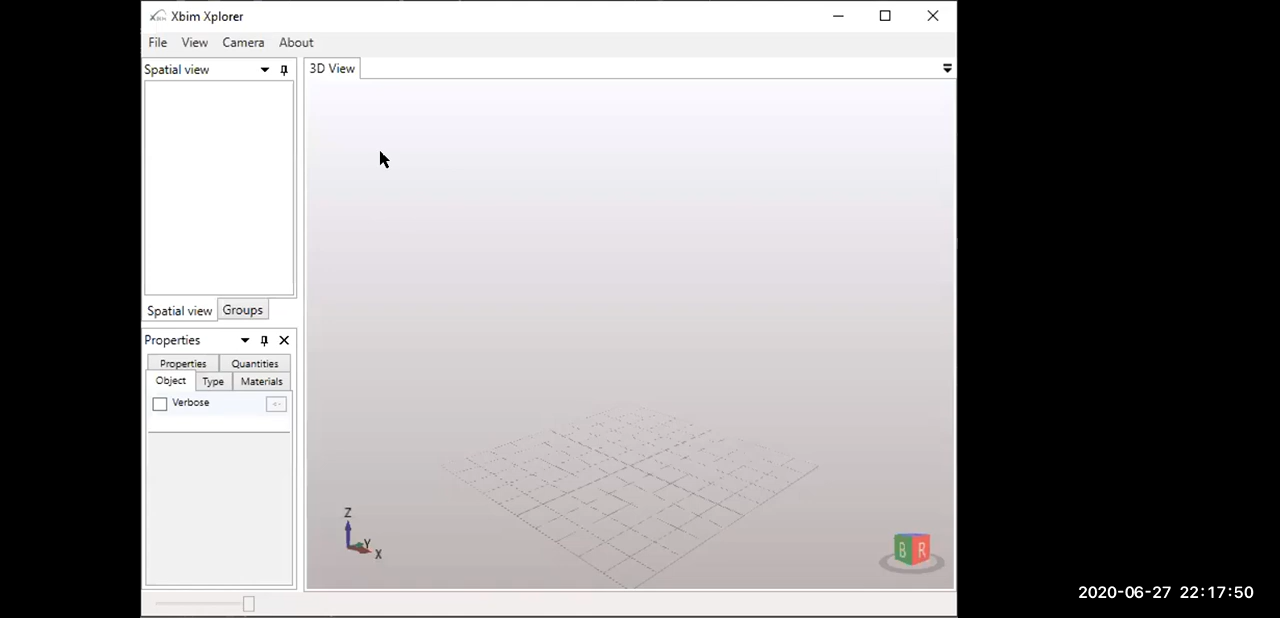 Xbim Xplorer
File View Camera About
Spatial view
3D View
Spatial view Groups
Properties
Properties Quantities
Object Type Materials
Verbose
<-
Z
Y
X
B R
2020-06-27 22:17:50